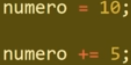 numero = 10;
numero += 5;